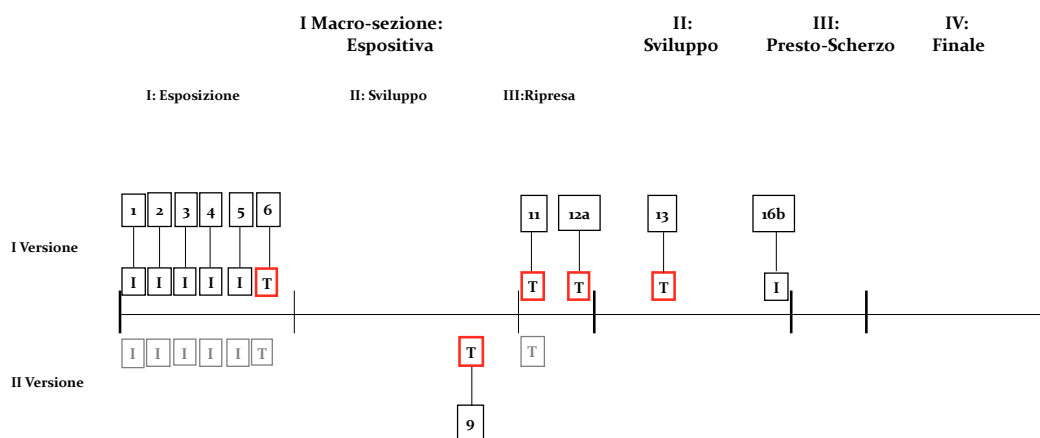 I Macro-sezione: II: III: IV:
Espositiva Sviluppo Presto-Scherzo Finale
I: Esposizione II: Sviluppo III:Ripresa
1 2 3 4 5 6 11 12a 13 16b
I Versione
I I I I I T T T T I
I I I I I T T T
II Versione
9